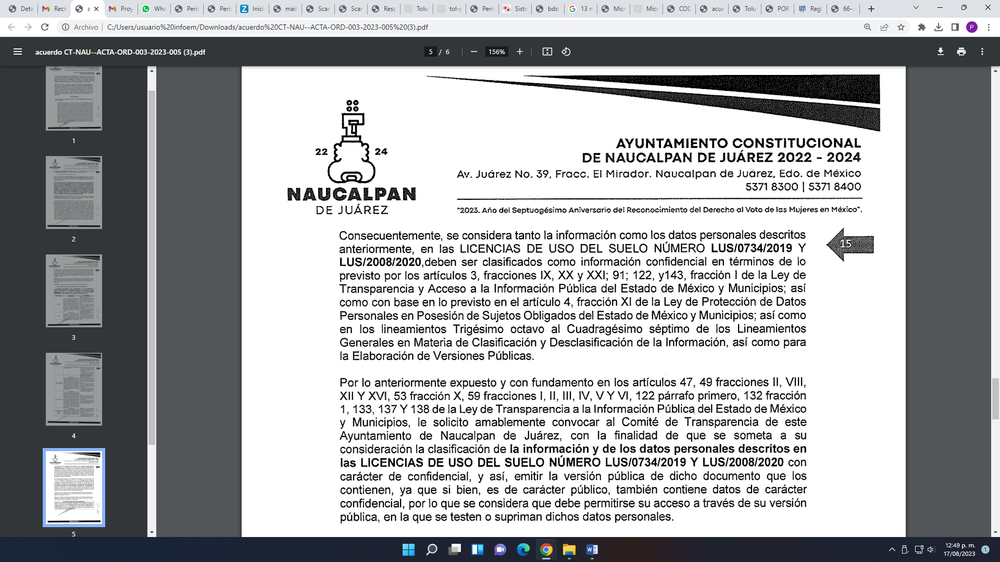 Deta
Recil
a
Proy
Wha
Peric
Peric
Inici
mail
Scar
Scar
Resp
Tolu
tol-p
Peric
Siste
bdo
13 n
Micr
Micr
COD
acue
Tolu
POR
Regl
66-.-
Archivo
C:/Users/usuario%20infoem/Downloads/acuerdo%20CT-NAU--ACTA-ORD-003-2023-005%20(3).pdf
P
acuerdo CT-NAU--ACTA-ORD-003-2023-005 (3).pdf
5 / 6
156%
1
2
3
4
5
22 24
NAUCALPAN
DE JUÁREZ
AYUNTAMIENTO CONSTITUCIONAL
DE NAUCALPAN DE JUÁREZ 2022 - 2024
Av. Juárez No. 39, Fracc. El Mirador. Naucalpan de Juárez, Edo. de México
5371 8300 | 5371 8400
"2023. Año del Septuagésimo Aniversario del Reconocimiento del Derecho al Voto de las Mujeres en México".
15
Consecuentemente, se considera tanto la información como los datos personales descritos
anteriormente, en las LICENCIAS DE USO DEL SUELO NÚMERO LUS/0734/2019 Y
LUS/2008/2020,deben ser clasificados como información confidencial en términos de lo
previsto por los artículos 3, fracciones IX, XX y XXI; 91; 122, y143, fracción I de la Ley de
Transparencia y Acceso a la Información Pública del Estado de México y Municipios; así
como con base en lo previsto en el artículo 4, fracción XI de la Ley de Protección de Datos
Personales en Posesión de Sujetos Obligados del Estado de México y Municipios; así como
en los lineamientos Trigésimo octavo al Cuadragésimo séptimo de los Lineamientos
Generales en Materia de Clasificación y Desclasificación de la Información, así como para
la Elaboración de Versiones Públicas.
Por lo anteriormente expuesto y con fundamento en los artículos 47, 49 fracciones II, VIII,
XII Y XVI, 53 fracción X, 59 fracciones I, II, III, IV, V Y VI, 122 párrafo primero, 132 fracción
1, 133, 137 Y 138 de la Ley de Transparencia a la Información Pública del Estado de México
y Municipios, le solicito amablemente convocar al Comité de Transparencia de este
Ayuntamiento de Naucalpan de Juárez, con la finalidad de que se someta a su
consideración la clasificación de la información y de los datos personales descritos en
las LICENCIAS DE USO DEL SUELO NÚMERO LUS/0734/2019 Y LUS/2008/2020 con
carácter de confidencial, y así, emitir la versión pública de dicho documento que los
contienen, ya que si bien, es de carácter público, también contiene datos de carácter
confidencial, por lo que se considera que debe permitirse su acceso a través de su versión
pública, en la que se testen o supriman dichos datos personales.
12:49 p. m.
17/08/2023
1